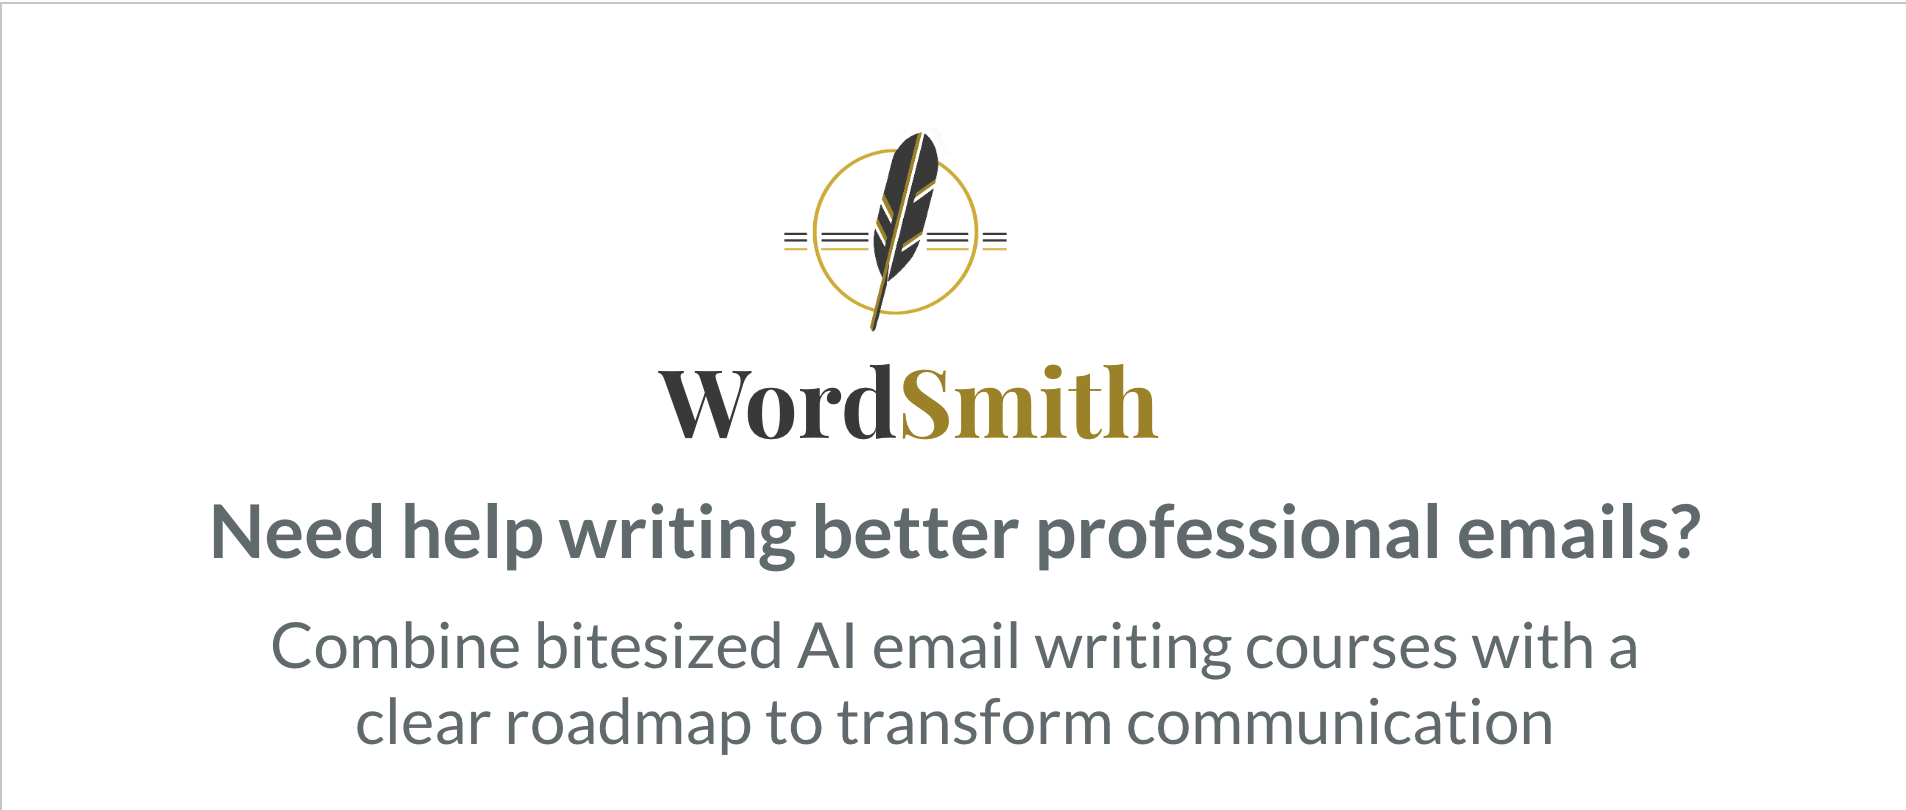 WordSmith
Need help writing better professional emails?
Combine bitesized AI email writing courses with a
clear roadmap to transform communication